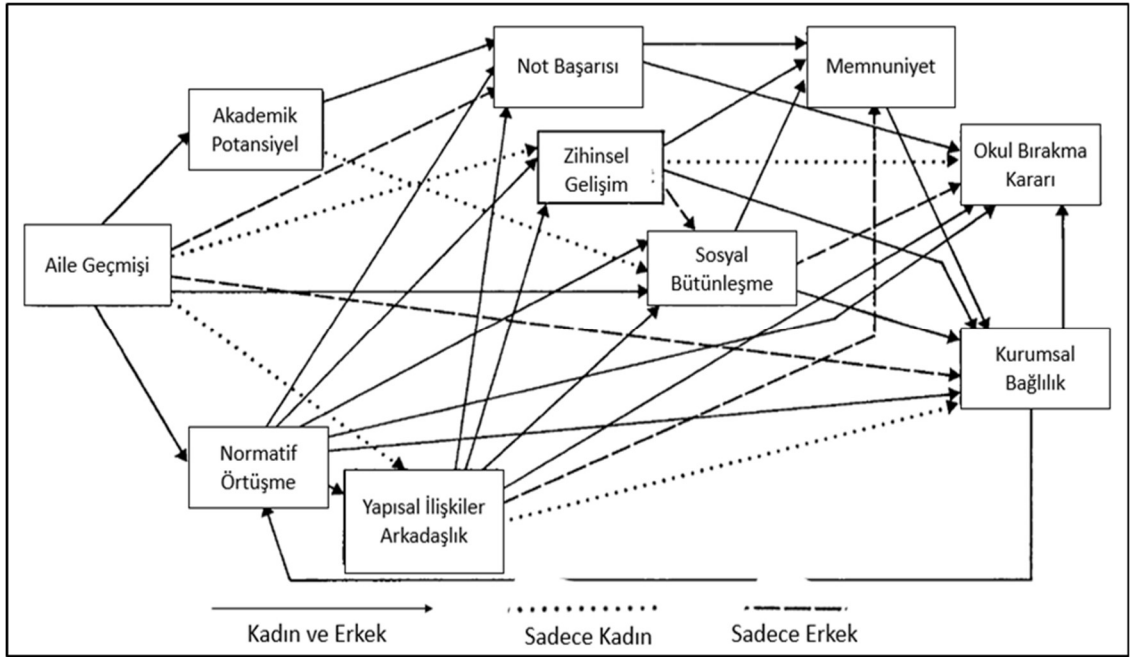 Not Başarısı
Memnuniyet
Akademik
Potansiyel
Zihinsel
Gelişim
Okul Bırakma
Kararı
Aile Geçmişi
Sosyal
Bütünleşme
Kurumsal
Bağlılık
Normatif
Örtüşme
Yapısal İlişkiler
Arkadaşlık
Kadın ve Erkek
Sadece Kadın
Sadece Erkek